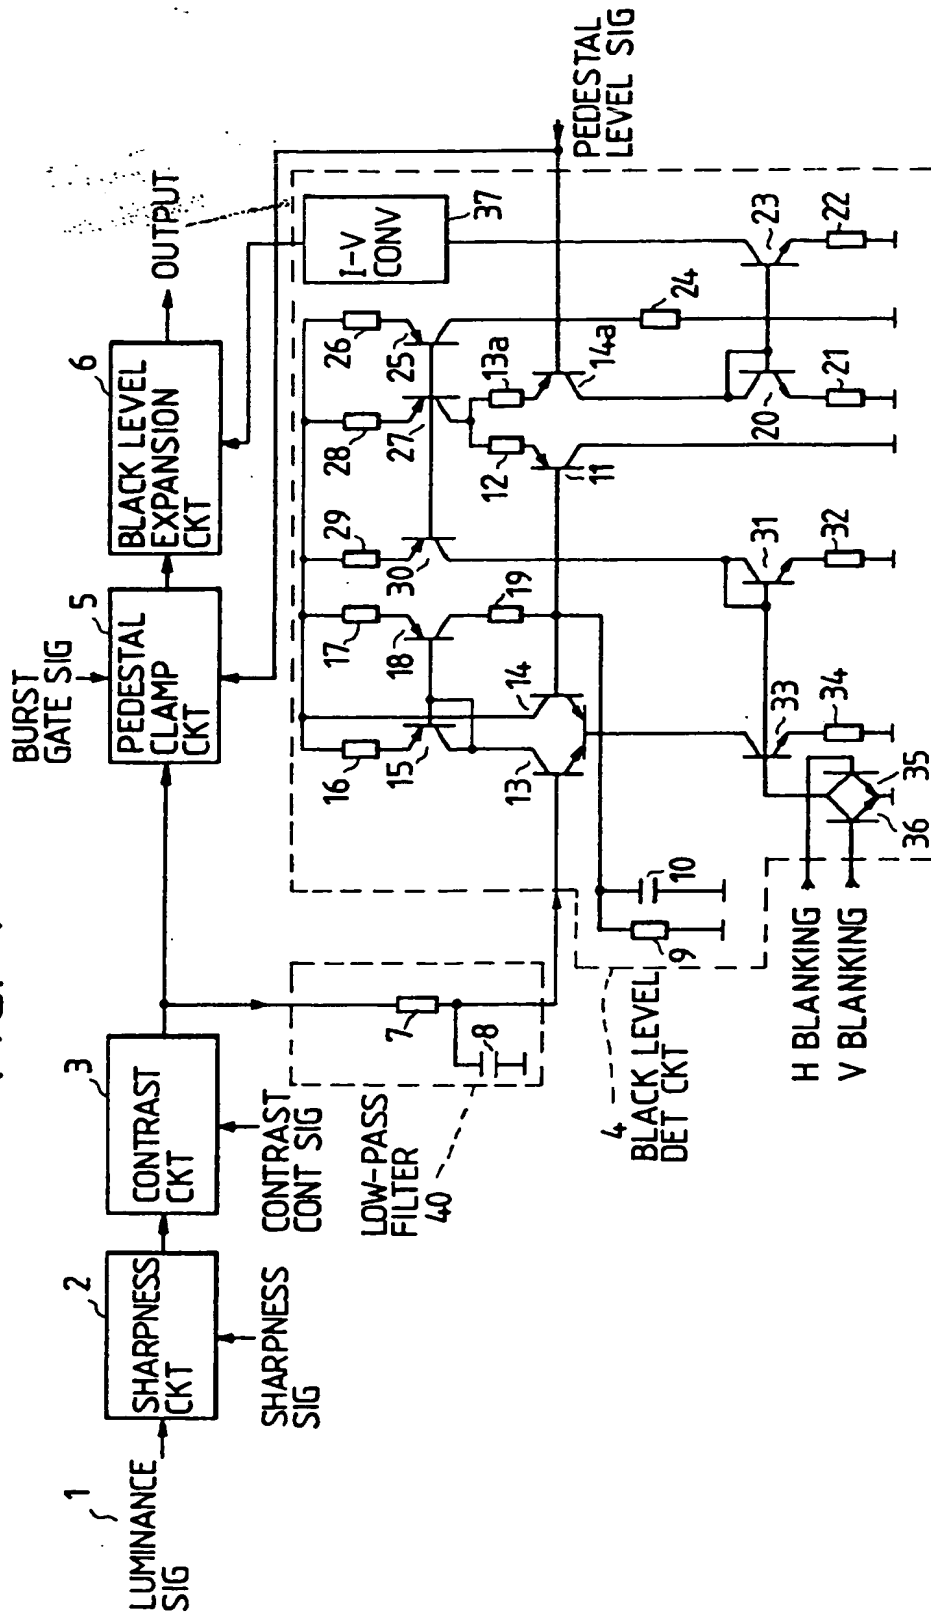 1
LUMINANCE
SIG
2
SHARPNESS
CKT
SHARPNESS
SIG
3
CONTRAST
CKT
CONTRAST
CONT SIG
BURST
GATE SIG
5
PEDESTAL
CLAMP
CKT
6
BLACK LEVEL
EXPANSION
CKT
OUTPUT
LOW-PASS
FILTER
40
7
8
4
BLACK LEVEL
DET CKT
9
10
16
17
29
28
26
15
18
30
27
25
I-V
CONV
37
13
14
19
12
13a
11
14a
24
PEDESTAL
LEVEL SIG
33
31
20
23
34
32
21
22
36
35
H BLANKING
V BLANKING